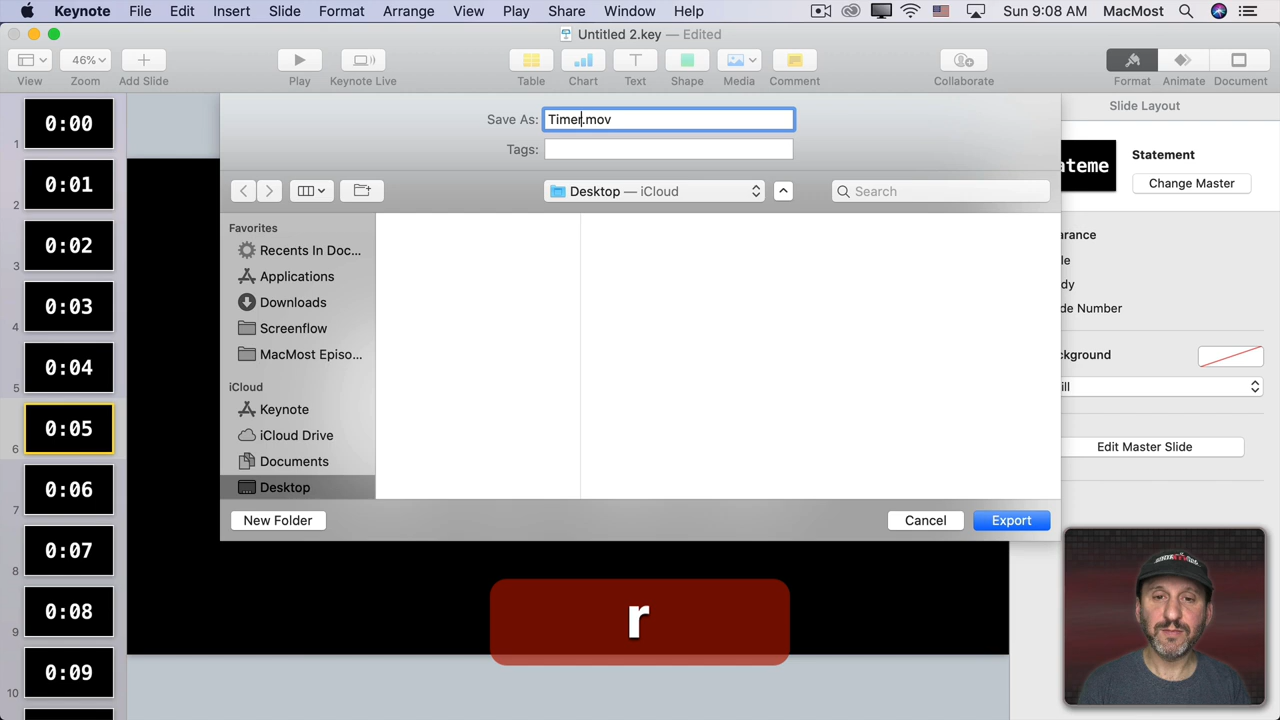 Keynote File Edit Insert Slide Format Arrange View Play Share Window Help Sun 9:08 AM MacMost
Untitled 2.key — Edited
46%
View Zoom Add Slide Play Keynote Live Table Chart Text Shape Media Comment Collaborate Format Animate Document
Slide Layout
Save As: Timer.mov
Tags:
Desktop — iCloud
Search
Favorites
Recents In Doc...
Applications
Downloads
Screenflow
MacMost Episo...
iCloud
Keynote
iCloud Drive
Documents
Desktop
New Folder Cancel Export
0:00
1
0:01
2
0:02
3
0:03
4
0:04
5
0:05
6
0:06
7
0:07
8
0:08
9
0:09
10
ateme
Statement
Change Master
arance
le
dy
de Number
kground
ill
Edit Master Slide
r